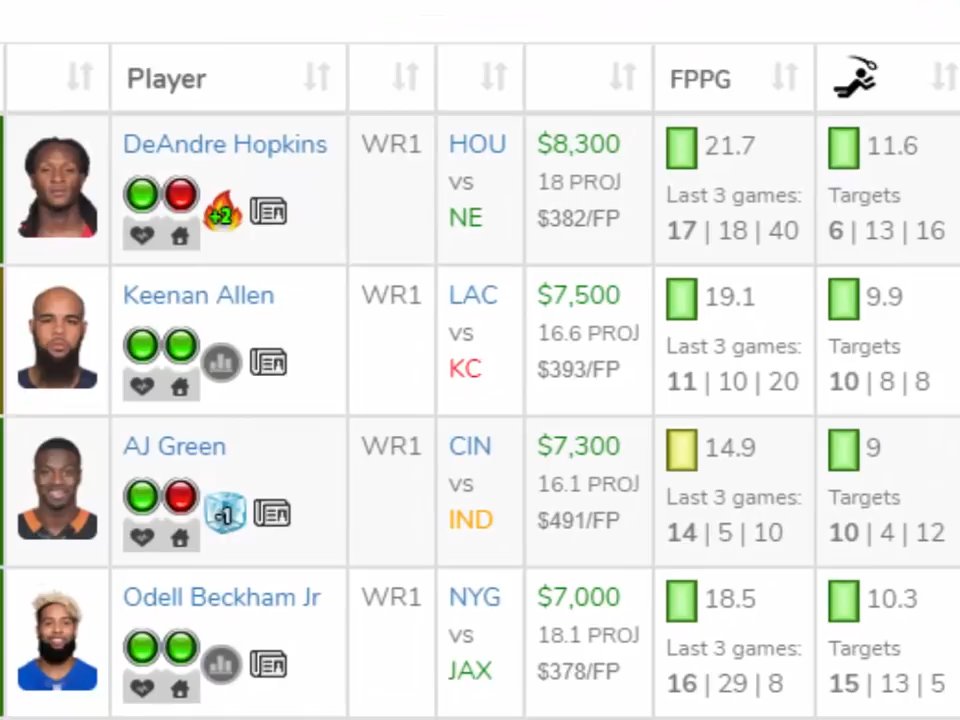 Player FPPG
DeAndre Hopkins WR1 HOU $8,300 21.7 11.6
vs 18 PROJ Last 3 games: Targets
+2 NE $382/FP 17 | 18 | 40 6 | 13 | 16
Keenan Allen WR1 LAC $7,500 19.1 9.9
vs 16.6 PROJ Last 3 games: Targets
KC $393/FP 11 | 10 | 20 10 | 8 | 8
AJ Green WR1 CIN $7,300 14.9 9
vs 16.1 PROJ Last 3 games: Targets
-1 IND $491/FP 14 | 5 | 10 10 | 4 | 12
Odell Beckham Jr WR1 NYG $7,000 18.5 10.3
vs 18.1 PROJ Last 3 games: Targets
JAX $378/FP 16 | 29 | 8 15 | 13 | 5